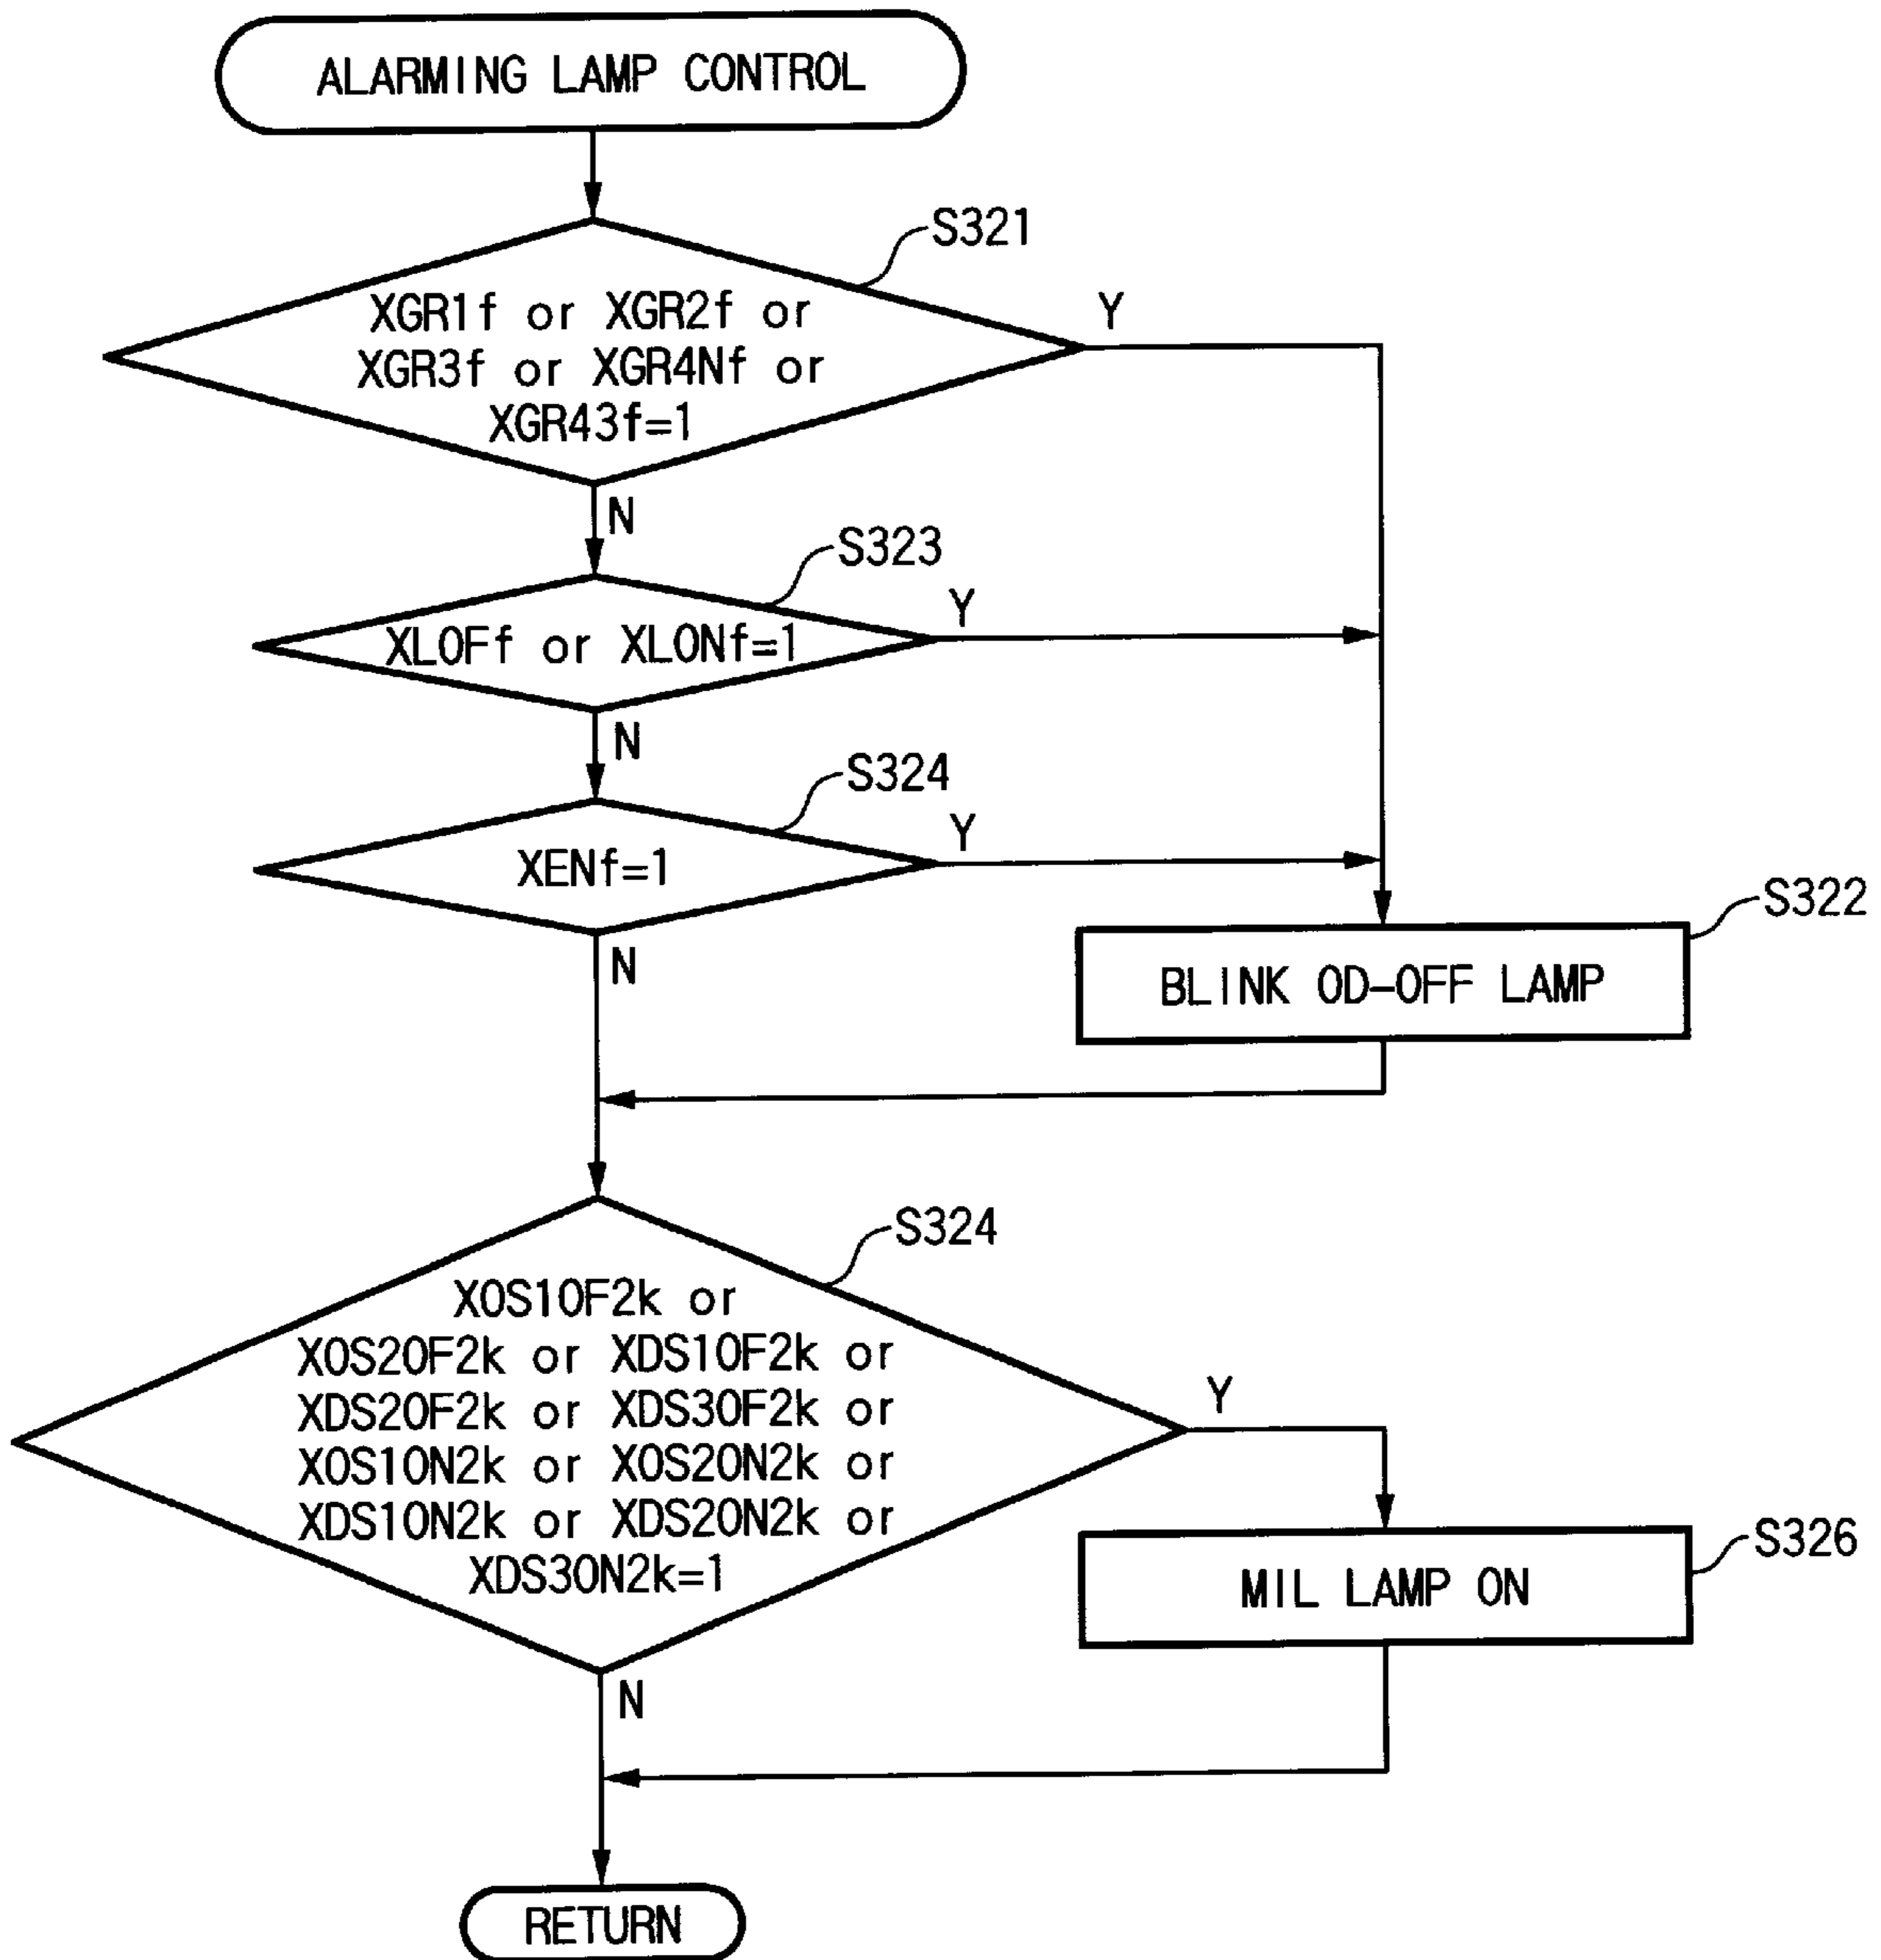 ALARMING LAMP CONTROL
S321
XGR1f or XGR2f or
XGR3f or XGR4Nf or
XGR43f=1
Y
N
S323
XLOFf or XLONf=1
Y
N
S324
XENf=1
Y
N
S322
BLINK OD-OFF LAMP
S324
XOS1OF2k or
XOS2OF2k or XDS1OF2k or
XDS2OF2k or XDS3OF2k or
XOS1ON2k or XOS2ON2k or
XDS1ON2k or XDS2ON2k or
XDS3ON2k=1
Y
N
S326
MIL LAMP ON
RETURN